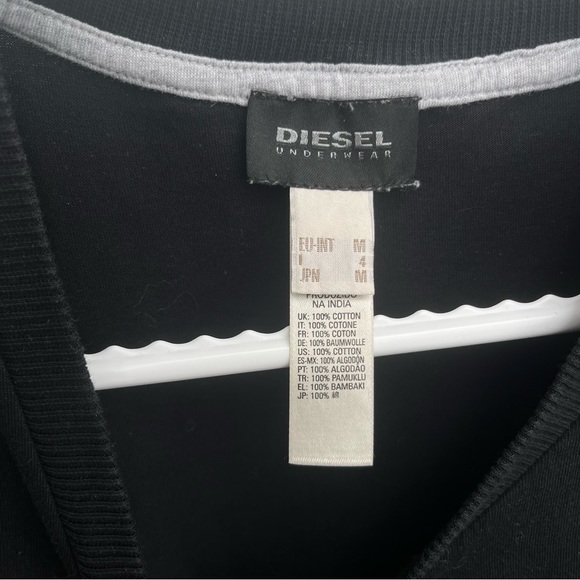 DIESEL
UNDERWEAR
EU-INT M
I 4
JPN M
PRODUZIDO
NA INDIA
UK: 100% COTTON
IT: 100% COTONE
FR: 100% COTON
DE: 100% BAUMWOLLE
US: 100% COTTON
ES-MX: 100% ALGODON
PT: 100% ALGODÃO
TR: 100% PAMUKLU
EL: 100% BAMBAKI
JP: 100% 綿